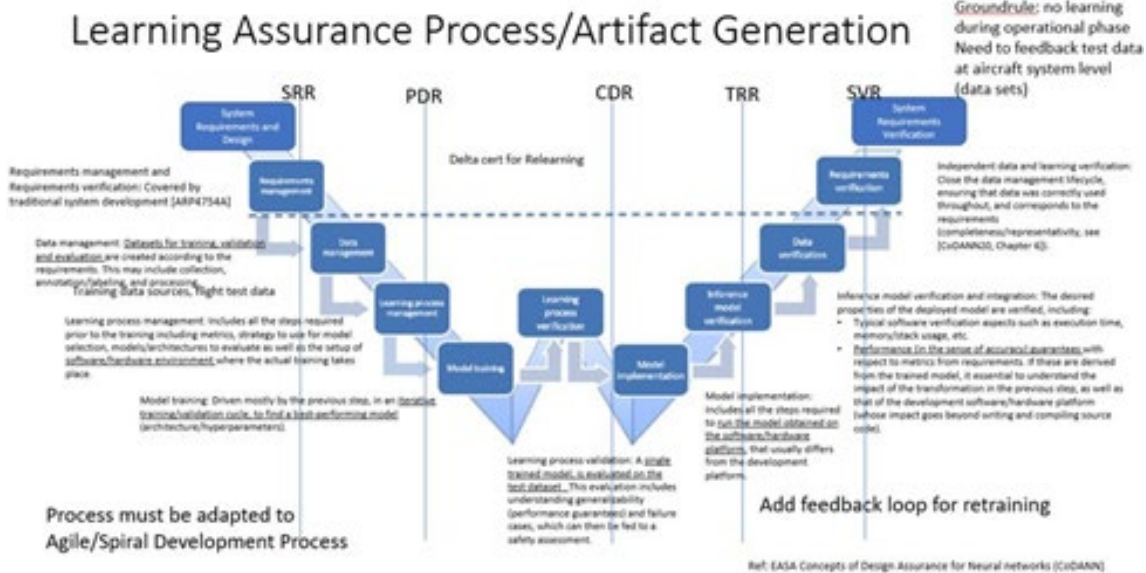 Learning Assurance Process/Artifact Generation
Groundrule: no learning
during operational phase
Need to feedback test data
at aircraft system level
(data sets)
SRR
PDR
CDR
TRR
SVR
System
Requirements and
Design
System
Requirements
Verification
Delta cert for Relearning
Requirements
management
Requirements
verification
Requirements management and
Requirements verification: Covered by
traditional system development [ARP4754A]
Independent data and learning verification:
Close the data management lifecycle,
ensuring that data was correctly used
throughout, and corresponds to the
requirements
(completeness/representativity, see
[CoDANN20, Chapter 6]).
Data
management
Data
verification
Data management: Datasets for training, validation
and evaluation are created according to the
requirements. This may include collection,
annotation/labeling, and processing.
Training data sources, flight test data
Learning process
management
Learning
process
verification
Inference
model
verification
Learning process management: Includes all the steps required
prior to the training including metrics, strategy to use for model
selection, models/architectures to evaluate as well as the setup of
software/hardware environment where the actual training takes
place.
Inference model verification and integration: The desired
properties of the deployed model are verified, including:
• Typical software verification aspects such as execution time,
memory/stack usage, etc.
• Performance (in the sense of accuracy) guarantees with
respect to metrics from requirements. If these are derived
from the trained model, it essential to understand the
impact of the transformation in the previous step, as well as
that of the development software/hardware platform
(whose impact goes beyond writing and compiling source
code).
Model training
Model
implementation
Model training: Driven mostly by the previous step, in an iterative
training/validation cycle, to find a best-performing model
(architecture/hyperparameters).
Model implementation:
Includes all the steps required
to run the model obtained on
the software/hardware
platform, that usually differs
from the development
platform.
Learning process validation: A single
trained model, is evaluated on the
test dataset. This evaluation includes
understanding generalizability
(performance guarantees) and failure
cases, which can then be fed to a
safety assessment.
Process must be adapted to
Agile/Spiral Development Process
Add feedback loop for retraining
Ref: EASA Concepts of Design Assurance for Neural networks (CoDANN)